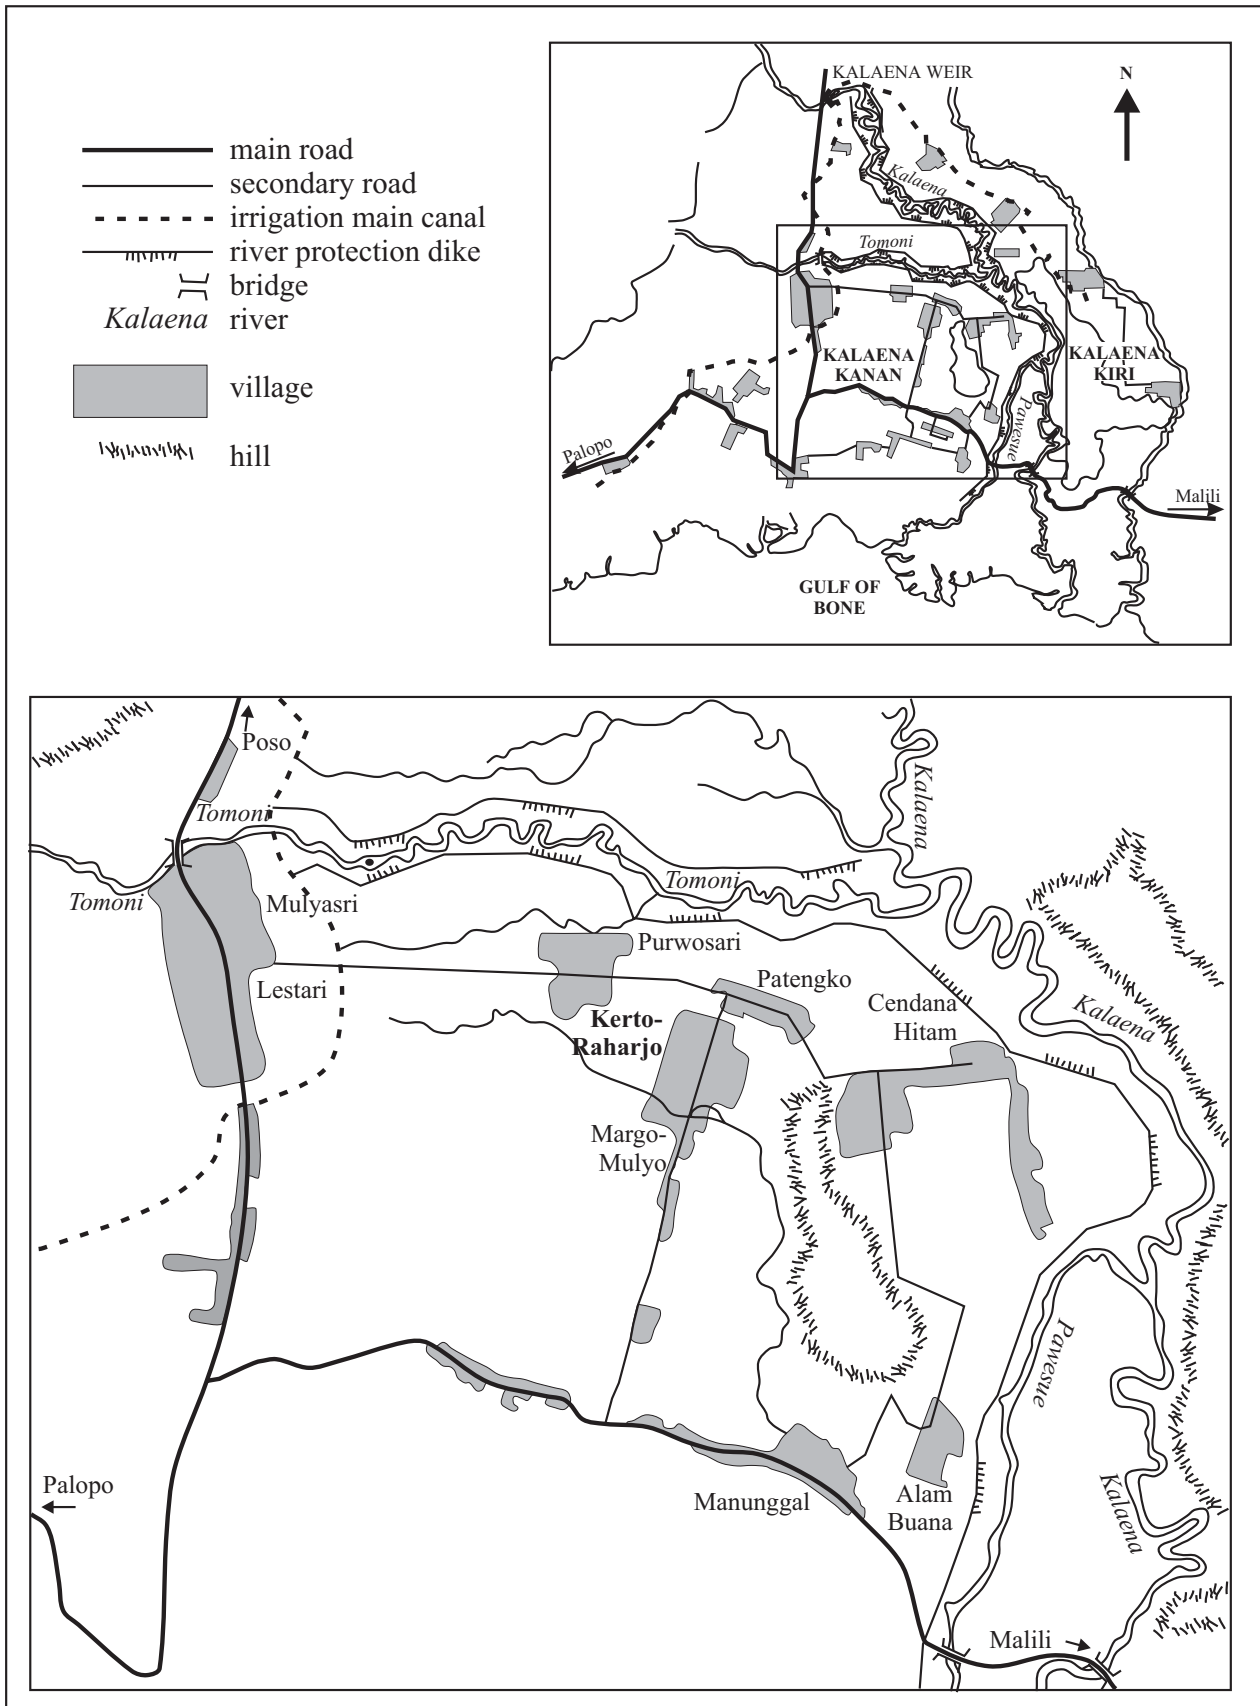 main road
secondary road
irrigation main canal
river protection dike
bridge
Kalaena river
village
hill
KALAENA WEIR
N
Kalaena
Tomoni
KALAENA
KANAN
KALAENA
KIRI
Pawesue
Palopo
Malili
GULF OF
BONE
Poso
Tomoni
Kalaena
Tomoni
Mulyasri
Tomoni
Purwosari
Lestari
Patengko
Cendana
Hitam
Kalaena
Kerto-
Raharjo
Margo-
Mulyo
Pawesue
Palopo
Manunggal
Alam
Buana
Kalaena
Malili